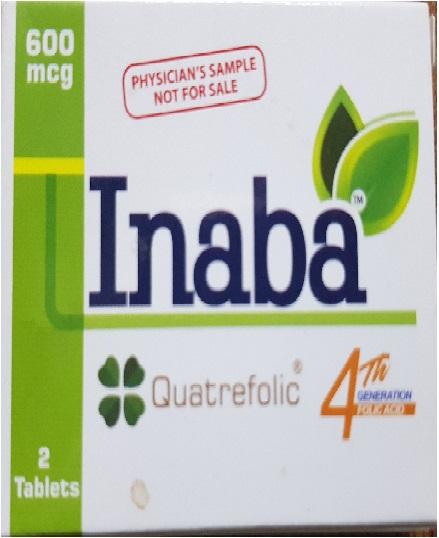 600
mcg
PHYSICIAN'S SAMPLE
NOT FOR SALE
Inaba™
Quatrefolic®
4Th
GENERATION
FOLIC ACID
2
Tablets